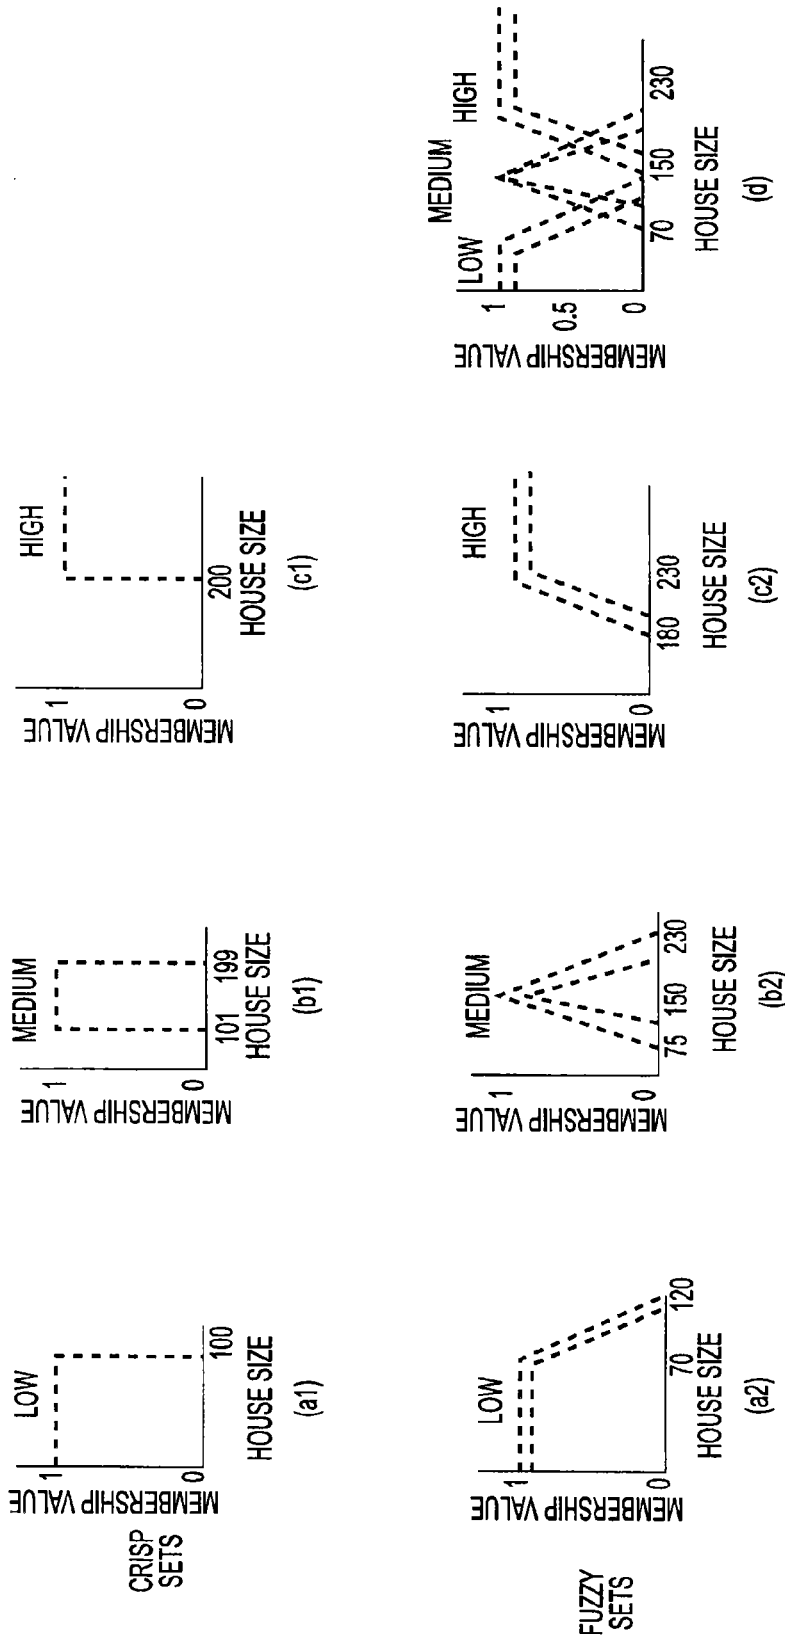 CRISP
SETS
MEMBERSHIP VALUE
1
0
LOW
100
HOUSE SIZE
(a1)
MEMBERSHIP VALUE
1
0
MEDIUM
101 199
HOUSE SIZE
(b1)
MEMBERSHIP VALUE
1
0
HIGH
200
HOUSE SIZE
(c1)
FUZZY
SETS
MEMBERSHIP VALUE
1
0
LOW
70 120
HOUSE SIZE
(a2)
MEMBERSHIP VALUE
1
0
MEDIUM
75 150 230
HOUSE SIZE
(b2)
MEMBERSHIP VALUE
1
0
HIGH
180 230
HOUSE SIZE
(c2)
MEMBERSHIP VALUE
1
0.5
0
LOW
MEDIUM
HIGH
70 150 230
HOUSE SIZE
(d)